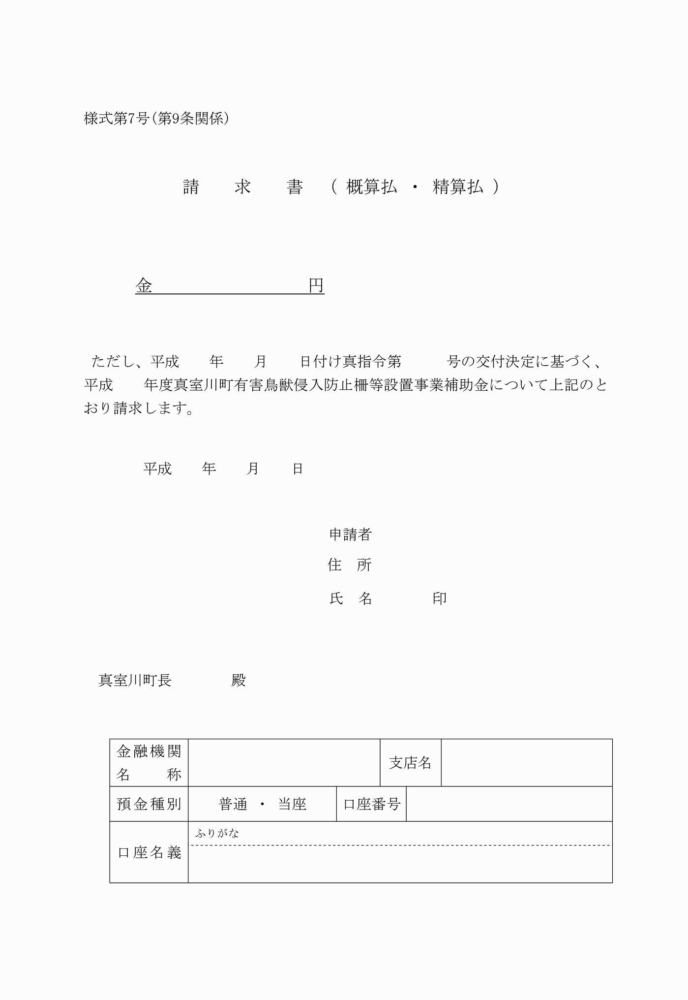 様式第7号（第9条関係）
請　　求　　書　（ 概算払 ・ 精算払 ）
金　　　　　　　　　円
ただし、平成　　年　　月　　日付け真指令第　　　号の交付決定に基づく、
平成　　年度真室川町有害鳥獣侵入防止柵等設置事業補助金について上記のと
おり請求します。
平成　　年　　月　　日
申請者
住　所
氏　名　　　　印
真室川町長　　　　殿
金融機関
名　　称
支店名
預金種別　普通 ・ 当座　口座番号
ふりがな
口座名義